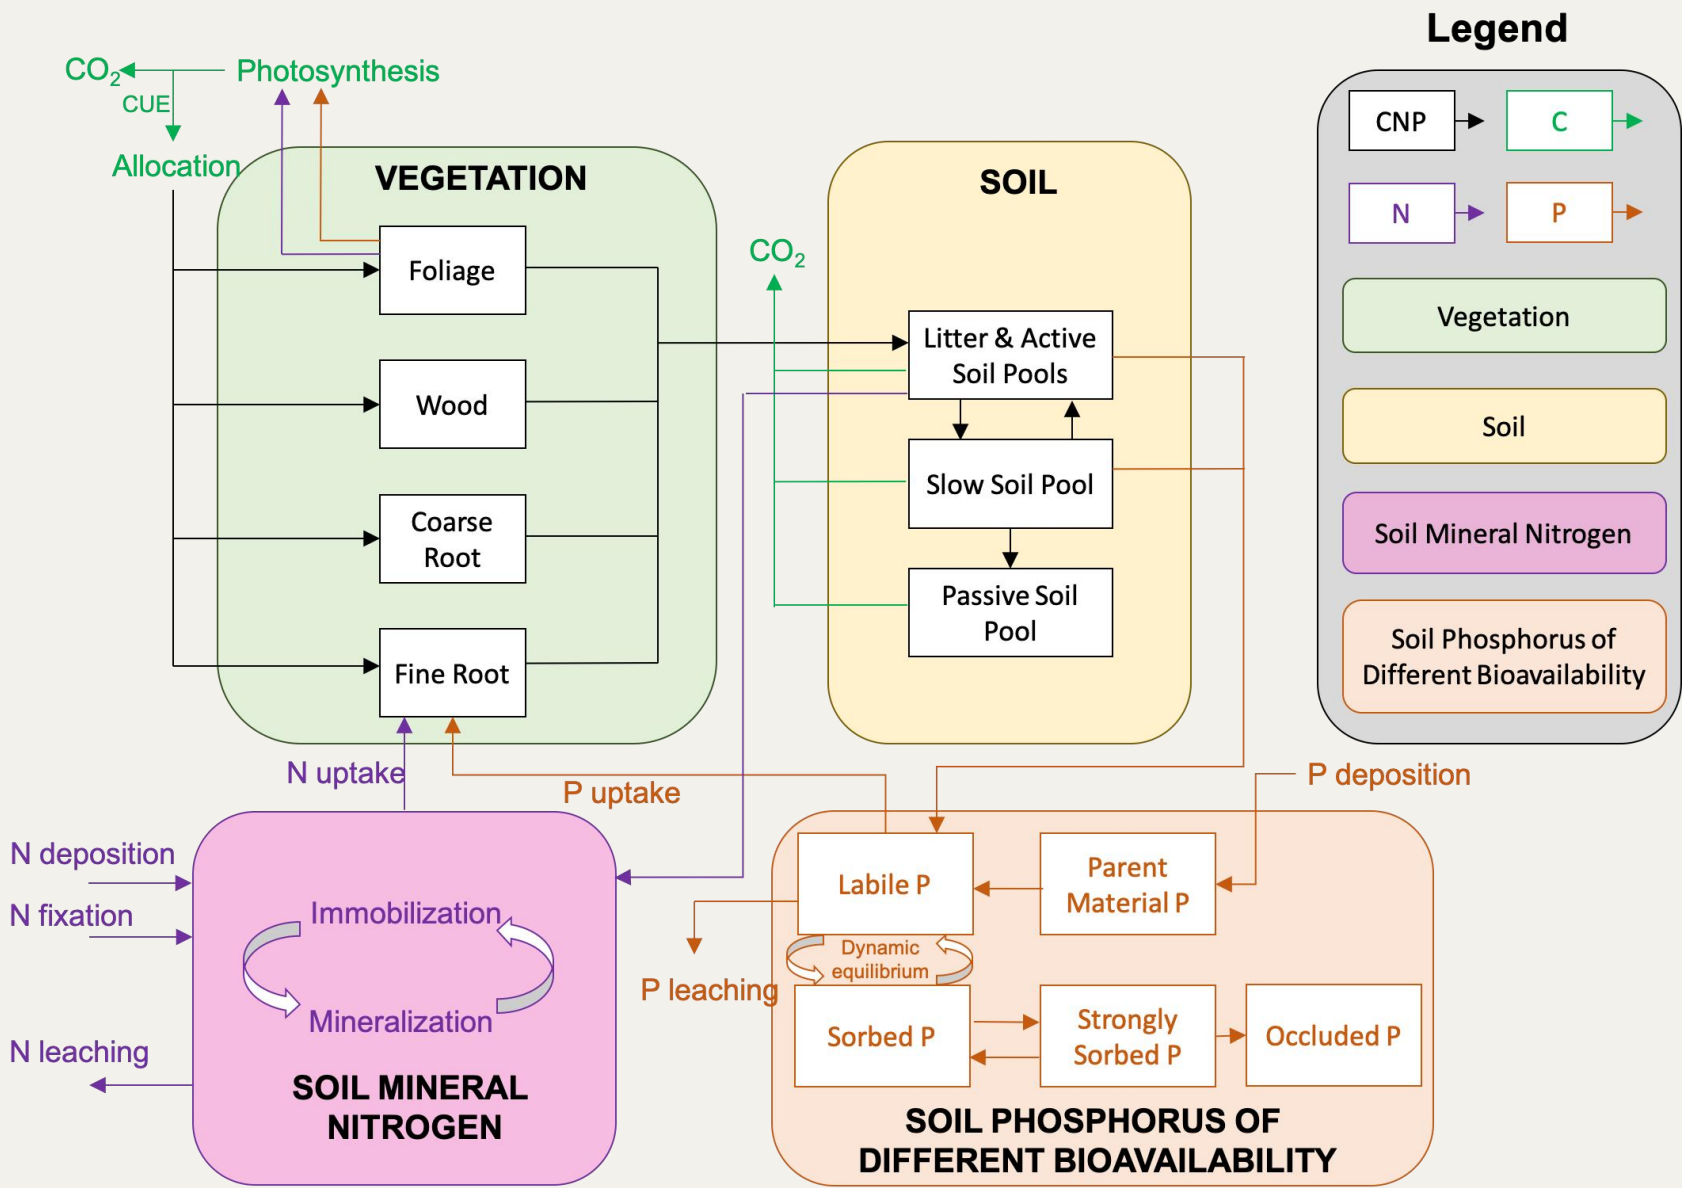 CO₂
Photosynthesis
CUE
Allocation
VEGETATION
Foliage
Wood
Coarse
Root
Fine Root
N uptake
P uptake
SOIL
CO₂
Litter & Active
Soil Pools
Slow Soil Pool
Passive Soil
Pool
Legend
CNP
C
N
P
Vegetation
Soil
Soil Mineral Nitrogen
Soil Phosphorus of
Different Bioavailability
N deposition
N fixation
N leaching
Immobilization
Mineralization
SOIL MINERAL
NITROGEN
P deposition
P leaching
Labile P
Parent
Material P
Dynamic
equilibrium
Sorbed P
Strongly
Sorbed P
Occluded P
SOIL PHOSPHORUS OF
DIFFERENT BIOAVAILABILITY